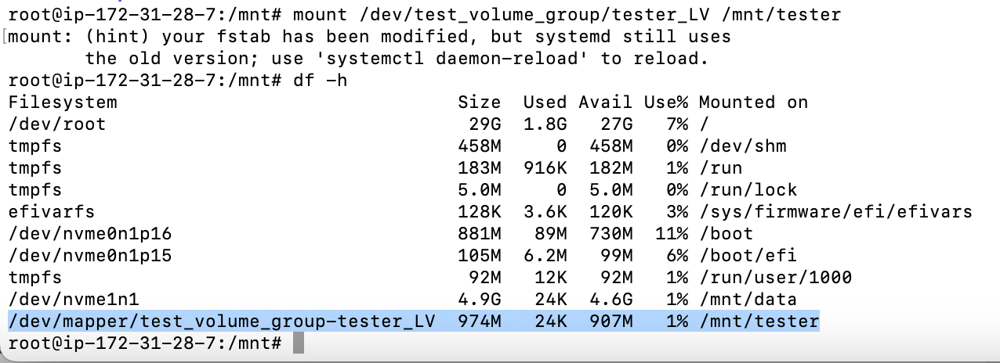 root@ip-172-31-28-7:/mnt# mount /dev/test_volume_group/tester_LV /mnt/tester
[mount: (hint) your fstab has been modified, but systemd still uses
the old version; use 'systemctl daemon-reload' to reload.
root@ip-172-31-28-7:/mnt# df -h
Filesystem Size Used Avail Use% Mounted on
/dev/root 29G 1.8G 27G 7% /
tmpfs 458M 0 458M 0% /dev/shm
tmpfs 183M 916K 182M 1% /run
tmpfs 5.0M 0 5.0M 0% /run/lock
efivarfs 128K 3.6K 120K 3% /sys/firmware/efi/efivars
/dev/nvme0n1p16 881M 89M 730M 11% /boot
/dev/nvme0n1p15 105M 6.2M 99M 6% /boot/efi
tmpfs 92M 12K 92M 1% /run/user/1000
/dev/nvme1n1 4.9G 24K 4.6G 1% /mnt/data
/dev/mapper/test_volume_group-tester_LV 974M 24K 907M 1% /mnt/tester
root@ip-172-31-28-7:/mnt#